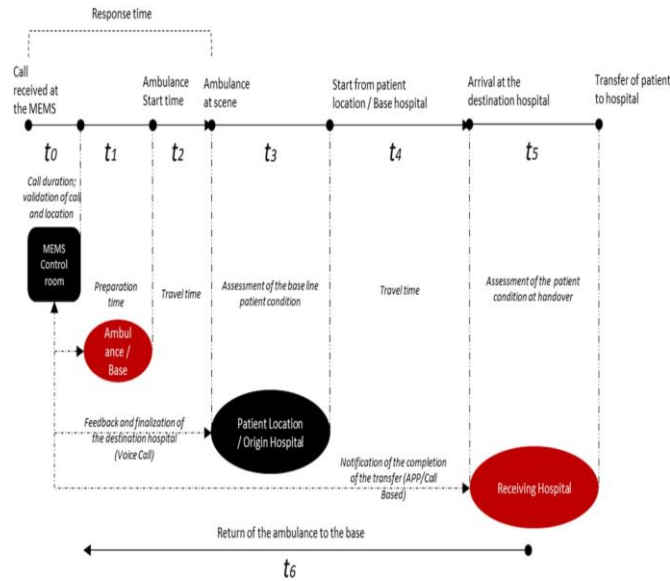 Response time
Call
received at
the MEMS
Ambulance
Start time
Ambulance
at scene
Start from patient
location / Base hospital
Arrival at the
destination hospital
Transfer of patient
to hospital
t0
t1
t2
t3
t4
t5
Call duration;
validation of call
and location
MEMS
Control
room
Preparation
time
Travel time
Assessment of the base line
patient condition
Travel time
Assessment of the patient
condition at handover
Ambul
ance /
Base
Feedback and finalization of
the destination hospital
(Voice Call)
Patient Location
/ Origin Hospital
Notification of the completion
of the transfer (APP/Call
Based)
Receiving Hospital
Return of the ambulance to the base
t6